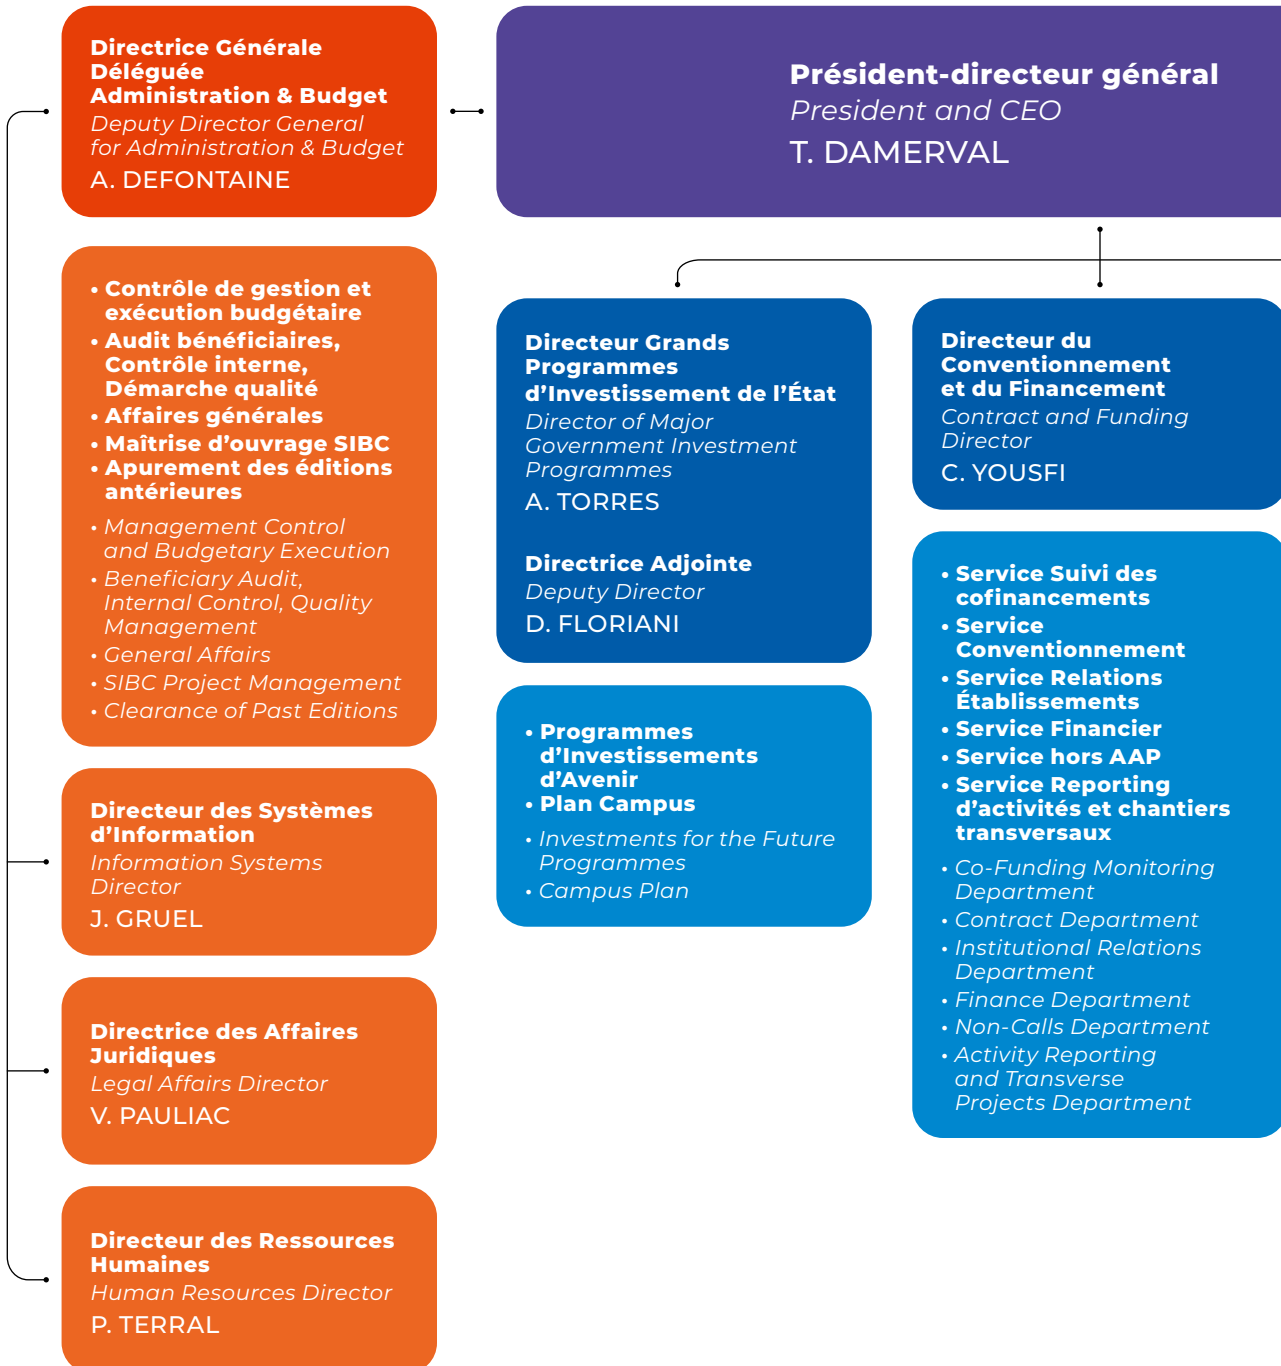 Directrice Générale
Déléguée
Administration & Budget
Deputy Director General
for Administration & Budget
A. DEFONTAINE
Président-directeur général
President and CEO
T. DAMERVAL
• Contrôle de gestion et
exécution budgétaire
• Audit bénéficiaires,
Contrôle interne,
Démarche qualité
• Affaires générales
• Maîtrise d’ouvrage SIBC
• Apurement des éditions
antérieures
• Management Control
and Budgetary Execution
• Beneficiary Audit,
Internal Control, Quality
Management
• General Affairs
• SIBC Project Management
• Clearance of Past Editions
Directeur des Systèmes
d’Information
Information Systems
Director
J. GRUEL
Directrice des Affaires
Juridiques
Legal Affairs Director
V. PAULIAC
Directeur des Ressources
Humaines
Human Resources Director
P. TERRAL
Directeur Grands
Programmes
d’Investissement de l’État
Director of Major
Government Investment
Programmes
A. TORRES
Directrice Adjointe
Deputy Director
D. FLORIANI
• Programmes
d’Investissements
d’Avenir
• Plan Campus
• Investments for the Future
Programmes
• Campus Plan
Directeur du
Conventionnement
et du Financement
Contract and Funding
Director
C. YOUSFI
• Service Suivi des
cofinancements
• Service
Conventionnement
• Service Relations
Établissements
• Service Financier
• Service hors AAP
• Service Reporting
d’activités et chantiers
transversaux
• Co-Funding Monitoring
Department
• Contract Department
• Institutional Relations
Department
• Finance Department
• Non-Calls Department
• Activity Reporting
and Transverse
Projects Department